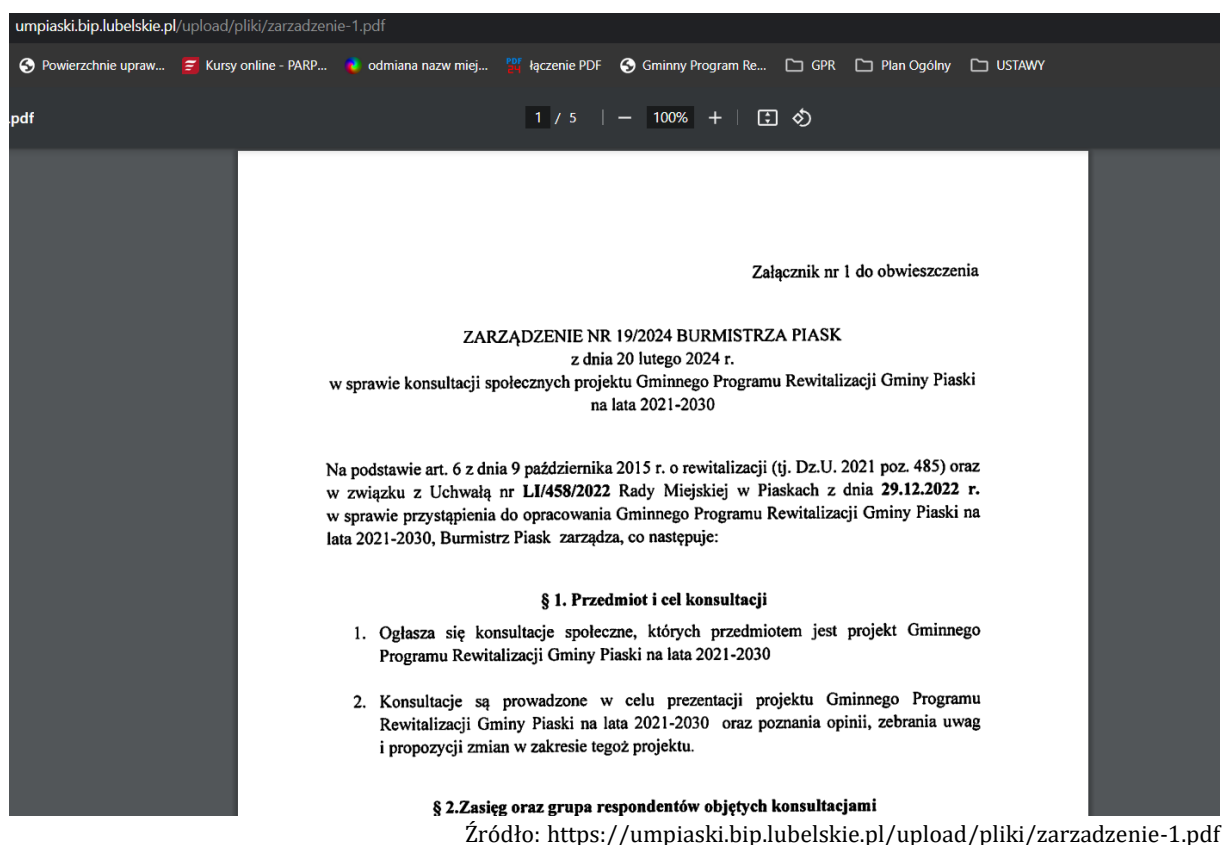 umpiaski.bip.lubelskie.pl/upload/pliki/zarzadzenie-1.pdf
Powierzchnie upraw... Kursy online - PARP... odmiana nazw miej... PDF 24 łączenie PDF Gminny Program Re... GPR Plan Ogólny USTAWY
.pdf 1 / 5 | — 100% + |
Załącznik nr 1 do obwieszczenia
ZARZĄDZENIE NR 19/2024 BURMISTRZA PIASK
z dnia 20 lutego 2024 r.
w sprawie konsultacji społecznych projektu Gminnego Programu Rewitalizacji Gminy Piaski
na lata 2021-2030
Na podstawie art. 6 z dnia 9 października 2015 r. o rewitalizacji (tj. Dz.U. 2021 poz. 485) oraz
w związku z Uchwałą nr LI/458/2022 Rady Miejskiej w Piaskach z dnia 29.12.2022 r.
w sprawie przystąpienia do opracowania Gminnego Programu Rewitalizacji Gminy Piaski na
lata 2021-2030, Burmistrz Piask zarządza, co następuje:
§ 1. Przedmiot i cel konsultacji
1. Ogłasza się konsultacje społeczne, których przedmiotem jest projekt Gminnego
Programu Rewitalizacji Gminy Piaski na lata 2021-2030
2. Konsultacje są prowadzone w celu prezentacji projektu Gminnego Programu
Rewitalizacji Gminy Piaski na lata 2021-2030 oraz poznania opinii, zebrania uwag
i propozycji zmian w zakresie tegoż projektu.
§ 2.Zasięg oraz grupa respondentów objętych konsultacjami
Źródło: https://umpiaski.bip.lubelskie.pl/upload/pliki/zarzadzenie-1.pdf